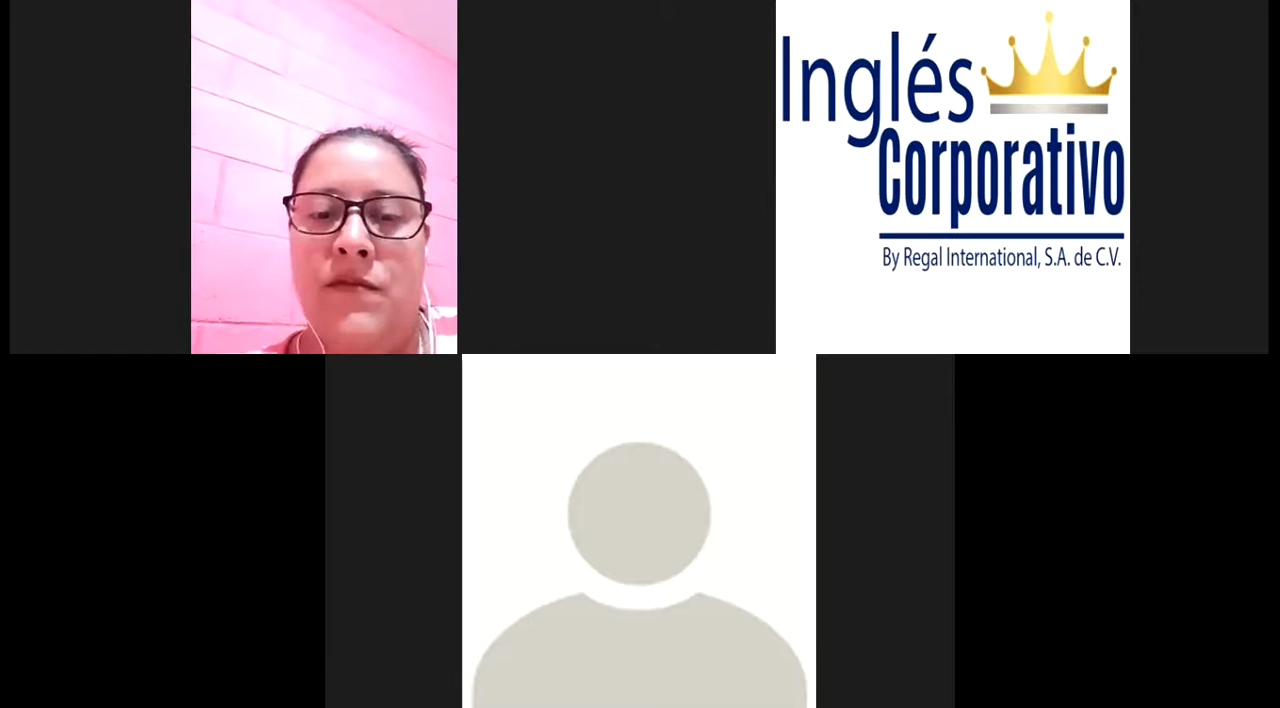 Inglés
Corporativo
By Regal International, S.A. de C.V.